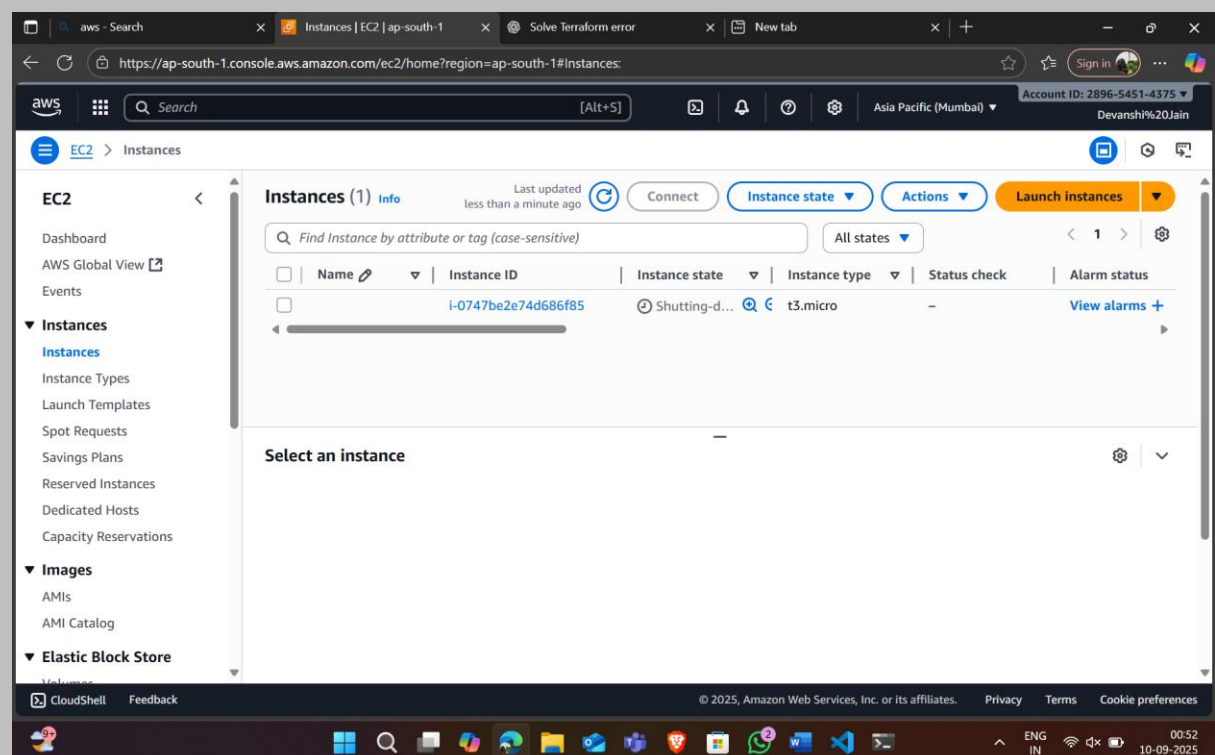 aws - Search
Instances | EC2 | ap-south-1
Solve Terraform error
New tab
https://ap-south-1.console.aws.amazon.com/ec2/home?region=ap-south-1#Instances:
Sign in
aws
Search [Alt+S]
Asia Pacific (Mumbai)
Account ID: 2896-5451-4375
Devanshi%20Jain
EC2 > Instances
EC2
Dashboard
AWS Global View
Events
Instances
Instances
Instance Types
Launch Templates
Spot Requests
Savings Plans
Reserved Instances
Dedicated Hosts
Capacity Reservations
Images
AMIs
AMI Catalog
Elastic Block Store
Volumes
Instances (1) Info
Last updated
less than a minute ago
Connect
Instance state
Actions
Launch instances
Find Instance by attribute or tag (case-sensitive)
All states
1
Name Instance ID Instance state Instance type Status check Alarm status
i-0747be2e74d686f85 Shutting-d... t3.micro – View alarms +
Select an instance
CloudShell Feedback
© 2025, Amazon Web Services, Inc. or its affiliates. Privacy Terms Cookie preferences
9+
2
ENG
IN
00:52
10-09-2025